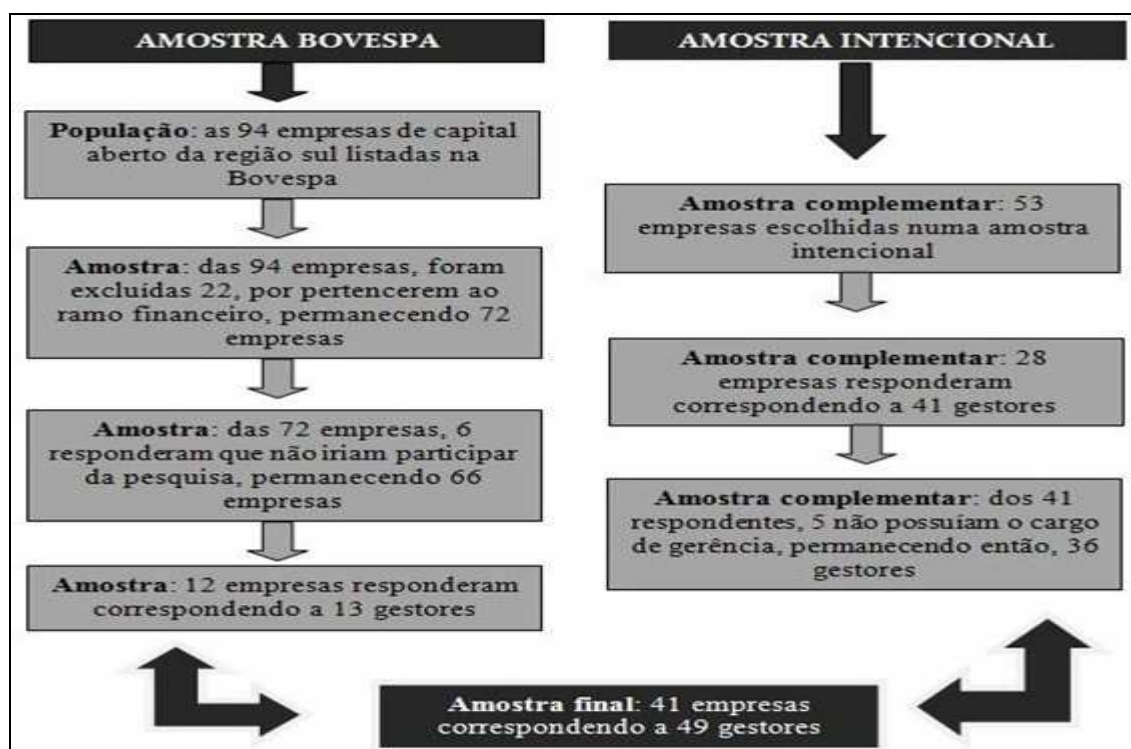 AMOSTRA BOVESPA
População: as 94 empresas de capital
aberto da região sul listadas na
Bovespa
Amostra: das 94 empresas, foram
excluídas 22, por pertencerem ao
ramo financeiro, permanecendo 72
empresas
Amostra: das 72 empresas, 6
responderam que não iriam participar
da pesquisa, permanecendo 66
empresas
Amostra: 12 empresas responderam
correspondendo a 13 gestores
AMOSTRA INTENCIONAL
Amostra complementar: 53
empresas escolhidas numa amostra
intencional
Amostra complementar: 28
empresas responderam
correspondendo a 41 gestores
Amostra complementar: dos 41
respondentes, 5 não possuíam o cargo
de gerência, permanecendo então, 36
gestores
Amostra final: 41 empresas
correspondendo a 49 gestores